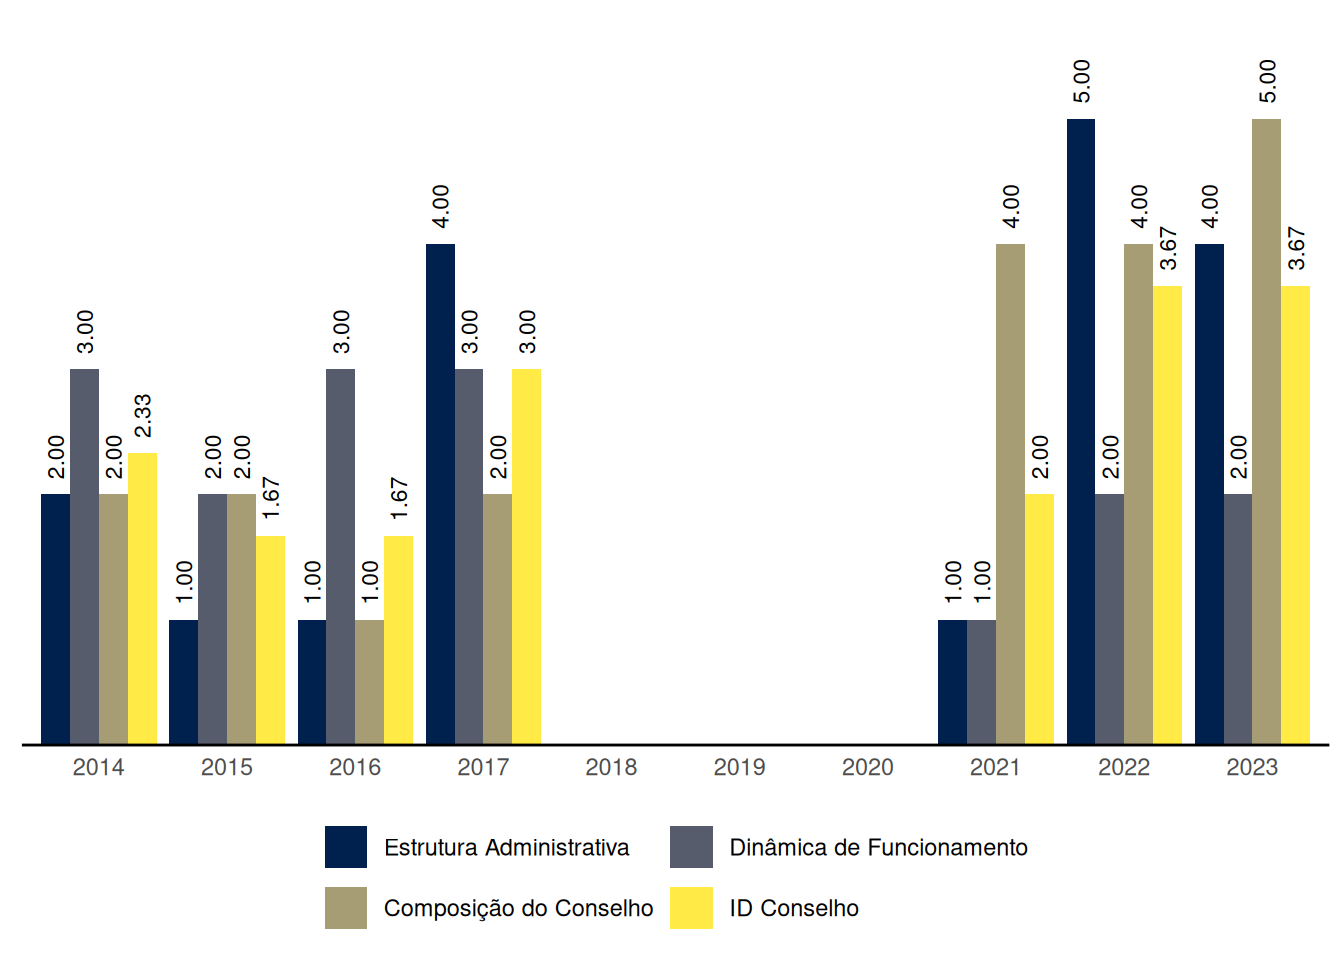 2.00 3.00 2.00 2.33
1.00 2.00 2.00 1.67
1.00 3.00 1.00 1.67
4.00 3.00 2.00 3.00
1.00 1.00 4.00 2.00
5.00 2.00 4.00 3.67
4.00 2.00 5.00 3.67
2014 2015 2016 2017 2018 2019 2020 2021 2022 2023
Estrutura Administrativa Dinâmica de Funcionamento
Composição do Conselho ID Conselho